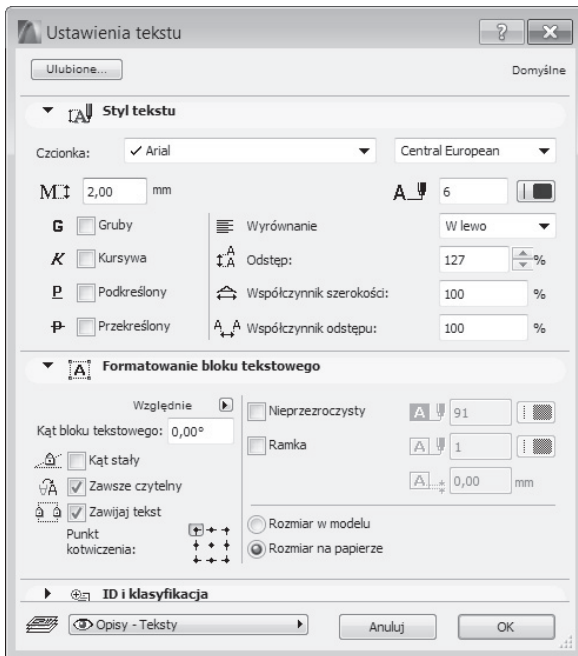 Ustawienia tekstu
Ulubione... Domyślne
Styl tekstu
Czcionka: Arial Central European
2,00 mm 6
G Gruby Wyrównanie W lewo
K Kursywa Odstęp: 127 %
P Podkreślony Współczynnik szerokości: 100 %
P Przekreślony Współczynnik odstępu: 100 %
Formatowanie bloku tekstowego
Względnie Nieprzezroczysty 91
Kąt bloku tekstowego: 0,00°
Kąt stały Ramka 1
Zawsze czytelny 0,00 mm
Zawijaj tekst
Punkt kotwiczenia:
Rozmiar w modelu
Rozmiar na papierze
ID i klasyfikacja
Opisy - Teksty Anuluj OK